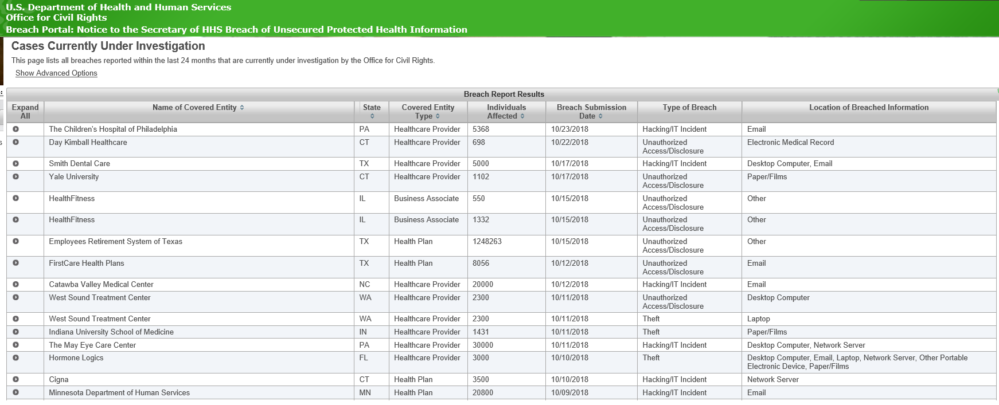 U.S. Department of Health and Human Services
Office for Civil Rights
Breach Portal: Notice to the Secretary of HHS Breach of Unsecured Protected Health Information
Cases Currently Under Investigation
This page lists all breaches reported within the last 24 months that are currently under investigation by the Office for Civil Rights.
Show Advanced Options
Breach Report Results
Expand All Name of Covered Entity State Covered Entity Type Individuals Affected Breach Submission Date Type of Breach Location of Breached Information
The Children's Hospital of Philadelphia PA Healthcare Provider 5368 10/23/2018 Hacking/IT Incident Email
Day Kimball Healthcare CT Healthcare Provider 698 10/22/2018 Unauthorized Access/Disclosure Electronic Medical Record
Smith Dental Care TX Healthcare Provider 5000 10/17/2018 Hacking/IT Incident Desktop Computer, Email
Yale University CT Healthcare Provider 1102 10/17/2018 Unauthorized Access/Disclosure Paper/Films
HealthFitness IL Business Associate 550 10/15/2018 Unauthorized Access/Disclosure Other
HealthFitness IL Business Associate 1332 10/15/2018 Unauthorized Access/Disclosure Other
Employees Retirement System of Texas TX Health Plan 1248263 10/15/2018 Unauthorized Access/Disclosure Other
FirstCare Health Plans TX Health Plan 8056 10/12/2018 Unauthorized Access/Disclosure Email
Catawba Valley Medical Center NC Healthcare Provider 20000 10/12/2018 Hacking/IT Incident Email
West Sound Treatment Center WA Healthcare Provider 2300 10/11/2018 Unauthorized Access/Disclosure Desktop Computer
West Sound Treatment Center WA Healthcare Provider 2300 10/11/2018 Theft Laptop
Indiana University School of Medicine IN Healthcare Provider 1431 10/11/2018 Theft Paper/Films
The May Eye Care Center PA Healthcare Provider 30000 10/11/2018 Hacking/IT Incident Desktop Computer, Network Server
Hormone Logics FL Healthcare Provider 3000 10/10/2018 Theft Desktop Computer, Email, Laptop, Network Server, Other Portable Electronic Device, Paper/Films
Cigna CT Health Plan 3500 10/10/2018 Hacking/IT Incident Network Server
Minnesota Department of Human Services MN Health Plan 20800 10/09/2018 Hacking/IT Incident Email